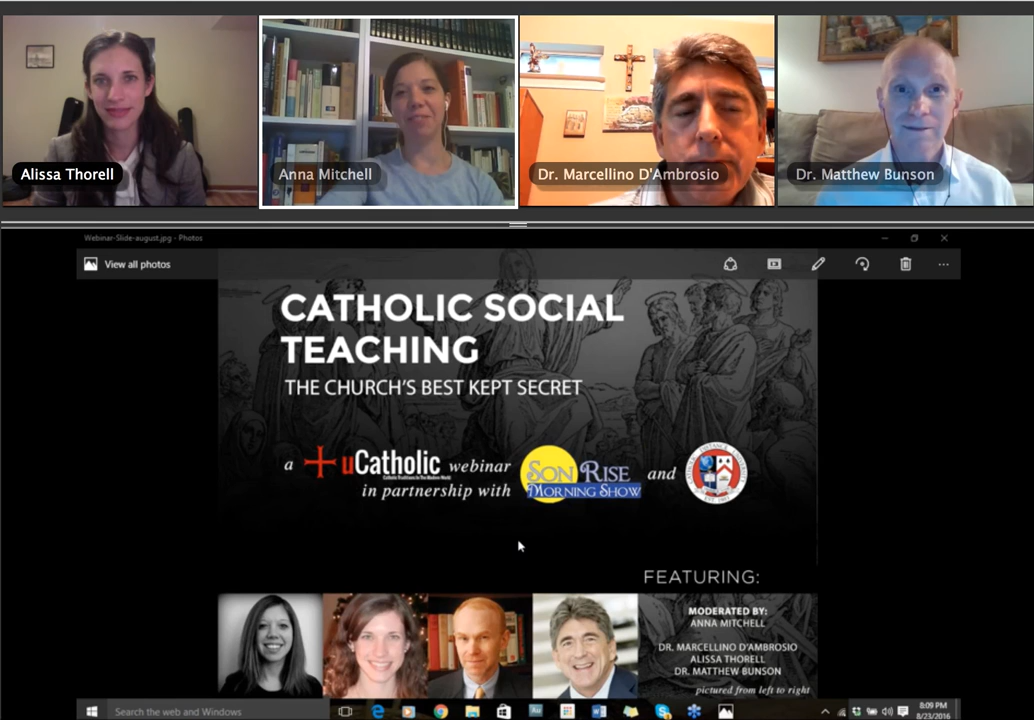 Alissa Thorell
Anna Mitchell
Dr. Marcellino D'Ambrosio
Dr. Matthew Bunson
Webinar-Slide-august.jpg - Photos
View all photos
CATHOLIC SOCIAL
TEACHING
THE CHURCH'S BEST KEPT SECRET
a uCatholic webinar
in partnership with
SON RISE
MORNING SHOW
and
FEATURING:
MODERATED BY:
ANNA MITCHELL
DR. MARCELLINO D'AMBROSIO
ALISSA THORELL
DR. MATTHEW BUNSON
pictured from left to right
Search the web and Windows
8:09 PM
8/23/2016